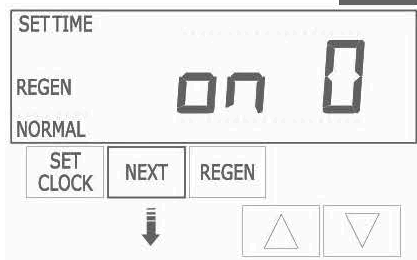 SET TIME
REGEN
on 0
NORMAL
SET CLOCK
NEXT
REGEN